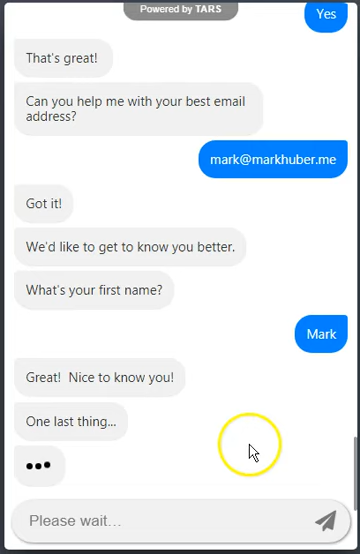 Powered by TARS
Yes
That's great!
Can you help me with your best email
address?
mark@markhuber.me
Got it!
We'd like to get to know you better.
What's your first name?
Mark
Great!  Nice to know you!
One last thing...
Please wait...